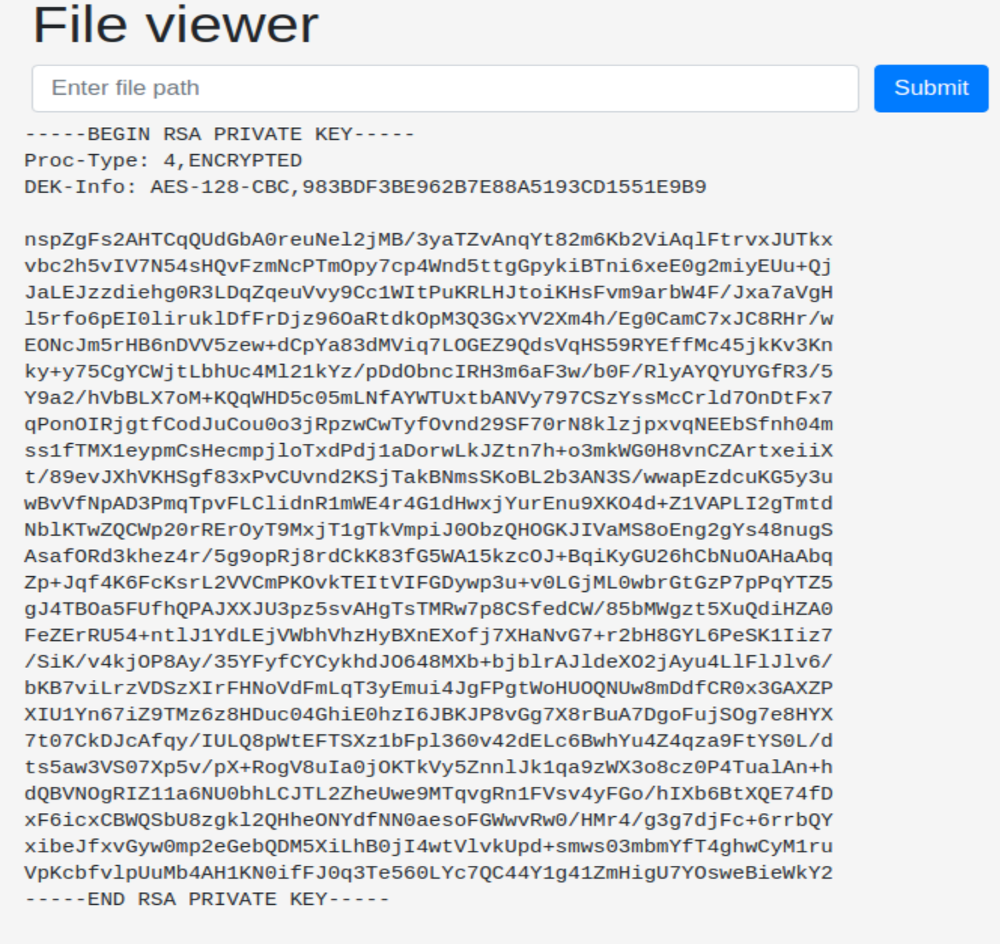 File viewer
Enter file path
Submit
-----BEGIN RSA PRIVATE KEY-----
Proc-Type: 4,ENCRYPTED
DEK-Info: AES-128-CBC,983BDF3BE962B7E88A5193CD1551E9B9
nspZgFs2AHTCqQUdGbA0reuNel2jMB/3yaTZvAnqYt82m6Kb2ViAqlFtrvxJUTkx
vbc2h5vIV7N54sHQvFzmNcPTmOpy7cp4Wnd5ttgGpykiBTni6xeE0g2miyEUu+Qj
JaLEJzzdiehg0R3LDqZqeuVvy9Cc1WItPuKRLHJtoiKHsFvm9arbW4F/Jxa7aVgH
l5rfo6pEI0liruklDfFrDjz96OaRtdkOpM3Q3GxYV2Xm4h/Eg0CamC7xJC8RHr/w
EONcJm5rHB6nDVV5zew+dCpYa83dMViq7LOGEZ9QdsVqHS59RYEffMc45jkKv3Kn
ky+y75CgYCWjtLbhUc4Ml21kYz/pDdObncIRH3m6aF3w/b0F/RlyAYQYUYGfR3/5
Y9a2/hVbBLX7oM+KQqWHD5c05mLNfAYWTUxtbANVy797CSzYssMcCrld7OnDtFx7
qPonOIRjgtfCodJuCou0o3jRpzwCwTyfOvnd29SF70rN8klzjpxvqNEEbSfnh04m
ss1fTMX1eypmCsHecmpjloTxdPdj1aDorwLkJZtn7h+o3mkWG0H8vnCZArtxeiiX
t/89evJXhVKHSgf83xPvCUvnd2KSjTakBNmsSKoBL2b3AN3S/wwapEzdcuKG5y3u
wBvVfNpAD3PmqTpvFLClidnR1mWE4r4G1dHwxjYurEnu9XKO4d+Z1VAPLI2gTmtd
NblKTwZQCWp20rRErOyT9MxjT1gTkVmpiJ0ObzQHOGKJIVaMS8oEng2gYs48nugS
AsafORd3khez4r/5g9opRj8rdCkK83fG5WA15kzcOJ+BqiKyGU26hCbNuOAHaAbq
Zp+Jqf4K6FcKsrL2VVCmPKOvkTEItVIFGDywp3u+v0LGjML0wbrGtGzP7pPqYTZ5
gJ4TBOa5FUfhQPAJXXJU3pz5svAHgTsTMRw7p8CSfedCW/85bMWgzt5XuQdiHZA0
FeZErRU54+ntlJ1YdLEjVWbhVhzHyBXnEXofj7XHaNvG7+r2bH8GYL6PeSK1Iiz7
/SiK/v4kjOP8Ay/35YFyfCYCykhdJO648MXb+bjblrAJldeXO2jAyu4LlFlJlv6/
bKB7viLrzVDSzXIrFHNoVdFmLqT3yEmui4JgFPgtWoHUOQNUw8mDdfCR0x3GAXZP
XIU1Yn67iZ9TMz6z8HDuc04GhiE0hzI6JBKJP8vGg7X8rBuA7DgoFujSOg7e8HYX
7t07CkDJcAfqy/IULQ8pWtEFTSXz1bFpl360v42dELc6BwhYu4Z4qza9FtYS0L/d
ts5aw3VS07Xp5v/pX+RogV8uIa0jOKTkVy5ZnnlJk1qa9zWX3o8cz0P4TualAn+h
dQBVNOgRIZ11a6NU0bhLCJTL2ZheUwe9MTqvgRn1FVsv4yFGo/hIXb6BtXQE74fD
xF6icxCBWQSbU8zgkl2QHheONYdfNN0aesoFGWwvRw0/HMr4/g3g7djFc+6rrbQY
xibeJfxvGyw0mp2eGebQDM5XiLhB0jI4wtVlvkUpd+smws03mbmYfT4ghwCyM1ru
VpKcbfvlpUuMb4AH1KN0ifFJ0q3Te560LYc7QC44Y1g41ZmHigU7YOsweBieWkY2
-----END RSA PRIVATE KEY-----